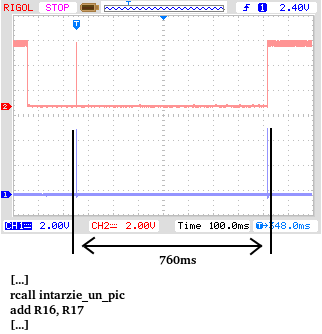 RIGOL STOP T f 1 2.40V
T
2
1
CH1 2.00V CH2 2.00V Time 100.0ms T→348.0ms
760ms
[...]
rcall intarzie_un_pic
add R16, R17
[...]